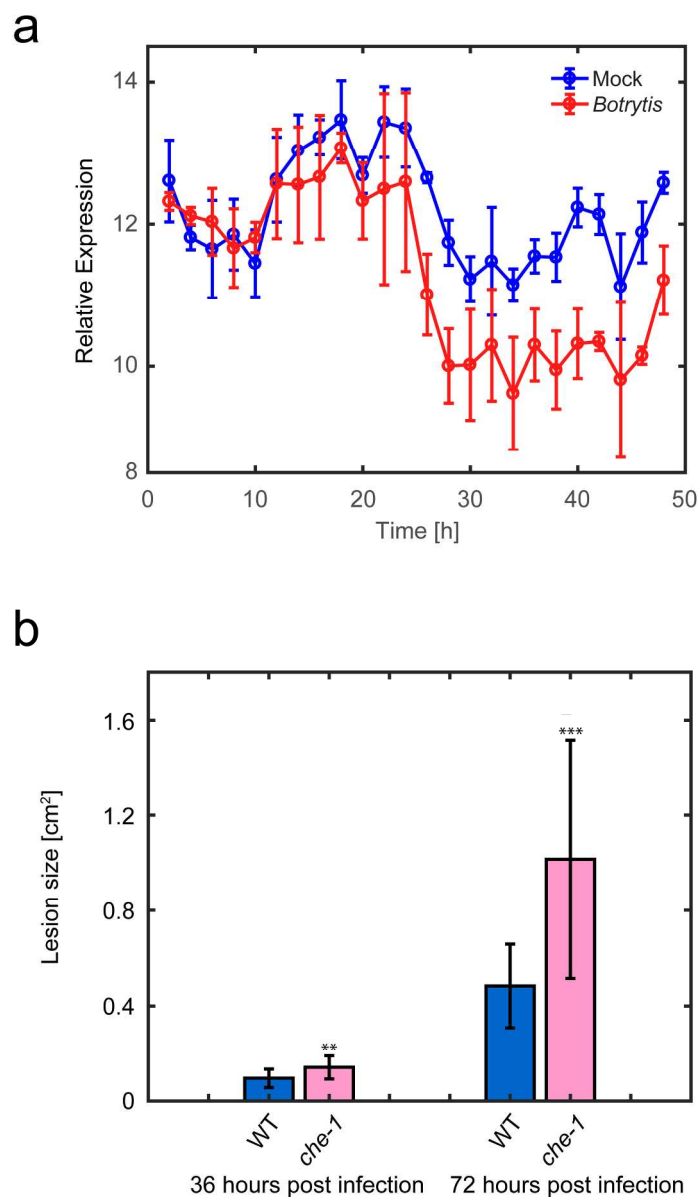 a
14
12
10
8
Relative Expression
Mock
Botrytis
0 10 20 30 40 50
Time [h]
b
1.6
1.2
0.8
0.4
0
Lesion size [cm²]
**
***
WT
che-1
WT
che-1
36 hours post infection
72 hours post infection